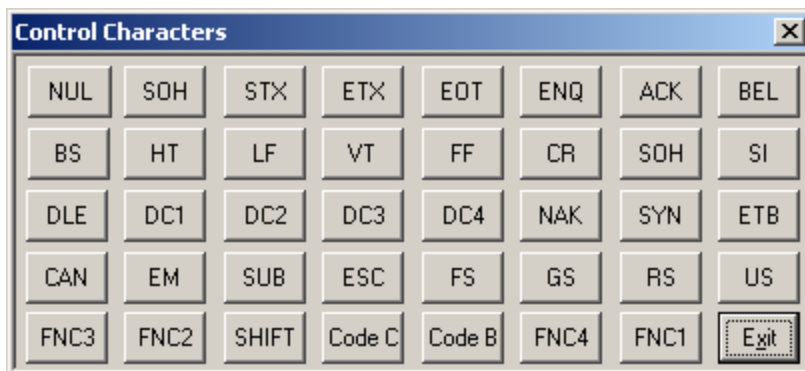 Control Characters
NUL SOH STX ETX EOT ENQ ACK BEL
BS HT LF VT FF CR SOH SI
DLE DC1 DC2 DC3 DC4 NAK SYN ETB
CAN EM SUB ESC FS GS RS US
FNC3 FNC2 SHIFT Code C Code B FNC4 FNC1 Exit